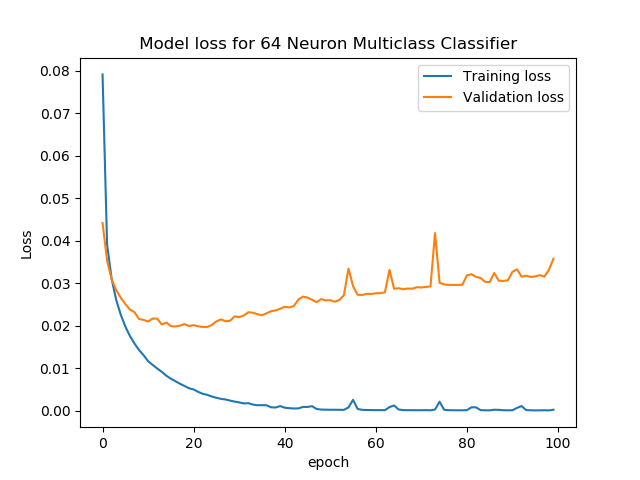 Model loss for 64 Neuron Multiclass Classifier
Training loss
Validation loss
0.08
0.07
0.06
0.05
0.04
0.03
0.02
0.01
0.00
Loss
0 20 40 60 80 100
epoch